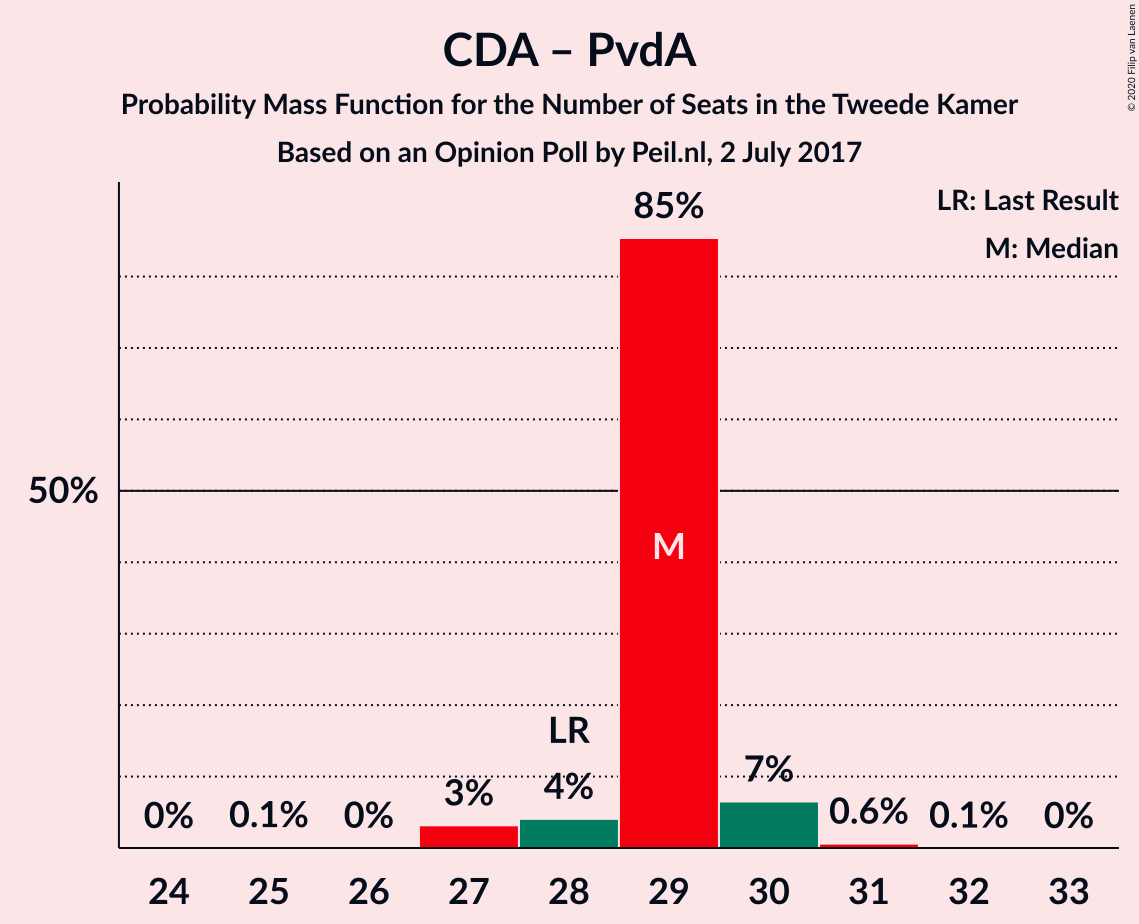 CDA – PvdA
Probability Mass Function for the Number of Seats in the Tweede Kamer
Based on an Opinion Poll by Peil.nl, 2 July 2017
© 2020 Filip van Laenen
LR: Last Result
M: Median
85%
50%
M
LR
0%
0.1%
0%
3%
4%
7%
0.6%
0.1%
0%
24 25 26 27 28 29 30 31 32 33